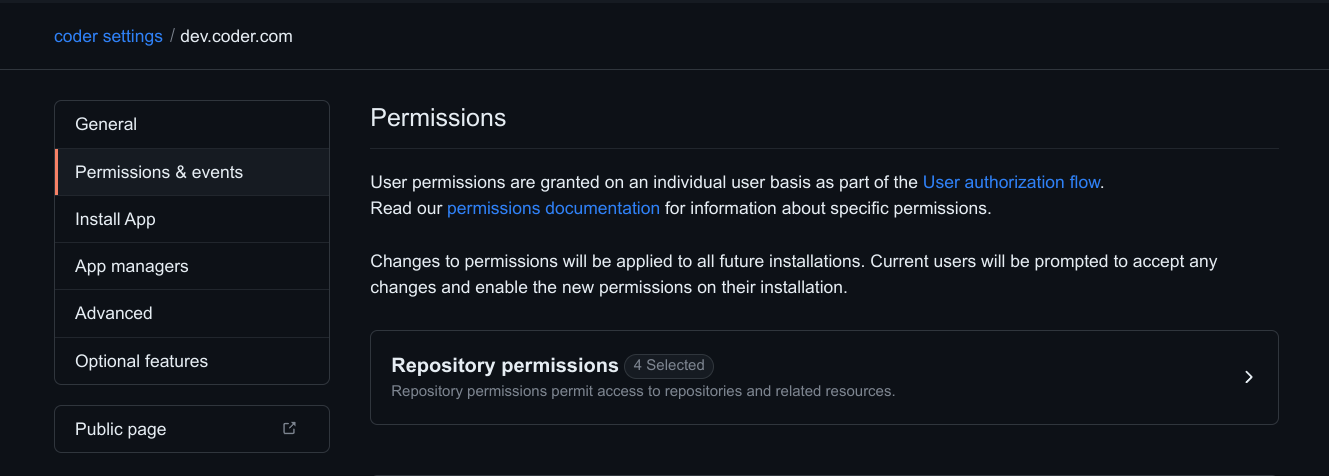 coder settings / dev.coder.com
General
Permissions & events
Install App
App managers
Advanced
Optional features
Public page
Permissions
User permissions are granted on an individual user basis as part of the User authorization flow.
Read our permissions documentation for information about specific permissions.
Changes to permissions will be applied to all future installations. Current users will be prompted to accept any
changes and enable the new permissions on their installation.
Repository permissions 4 Selected
Repository permissions permit access to repositories and related resources.